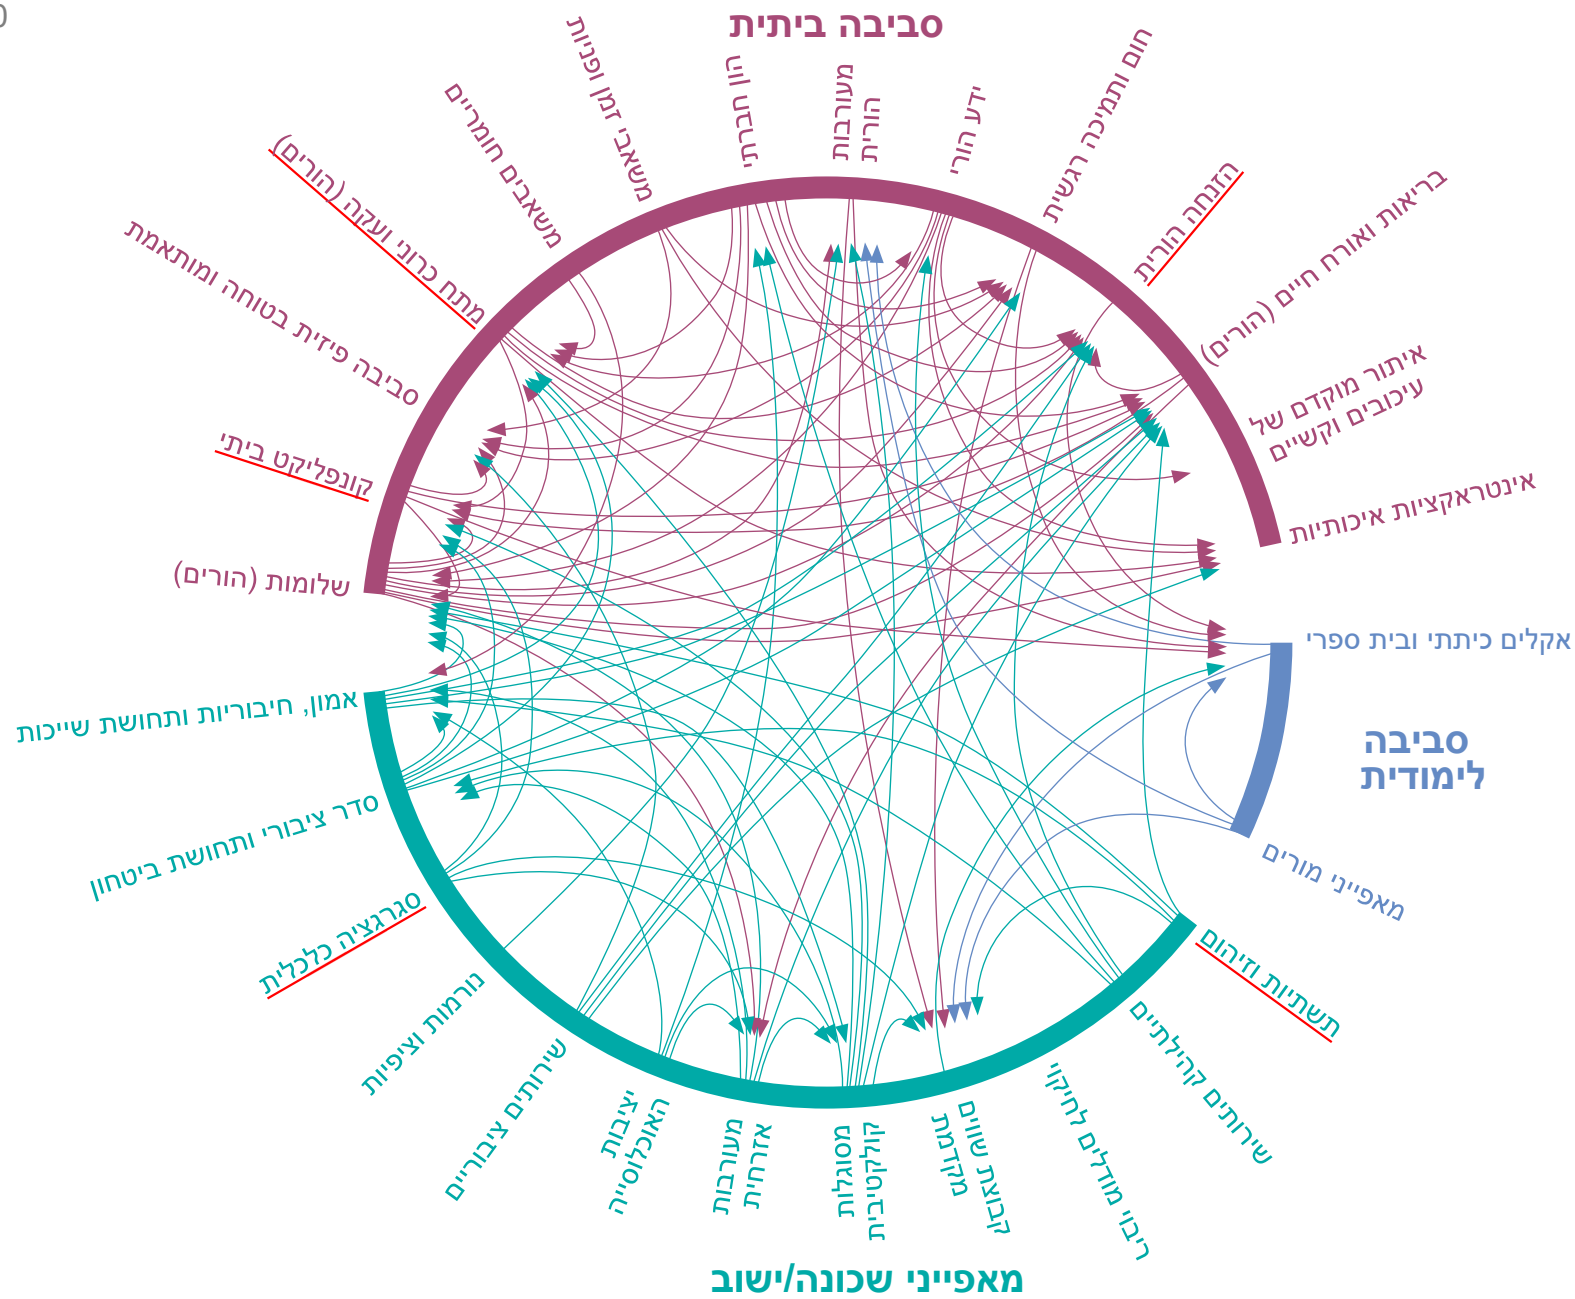 0
סביבה ביתית
אינטראקציות איכותיות
איתור מוקדם של
עיכובים וקשיים
בריאות ואורח חיים (הורים)
הזנחה הורית
חום ותמיכה רגשית
ידע הורי
מעורבות
הורית
הון חברתי
משאבי זמן ופניות
משאבים חומריים
מתח כרוני ועקה (הורים)
סביבה פיזית בטוחה ומותאמת
קונפליקט ביתי
שלומות (הורים)
אמון, חיבוריות ותחושת שייכות
סדר ציבורי ותחושת ביטחון
סגרגציה כלכלית
נורמות וציפיות
שירותים ציבוריים
יציבות
האוכלוסייה
מעורבות
אזרחית
מסוגלות
קולקטיבית
קבוצת שווים
מקדמת
ריבוי מודלים לחיקוי
שירותים קהילתיים
תשתיות וזיהום
מאפייני שכונה/ישוב
מאפייני מורים
סביבה
לימודית
אקלים כיתתי ובית ספרי